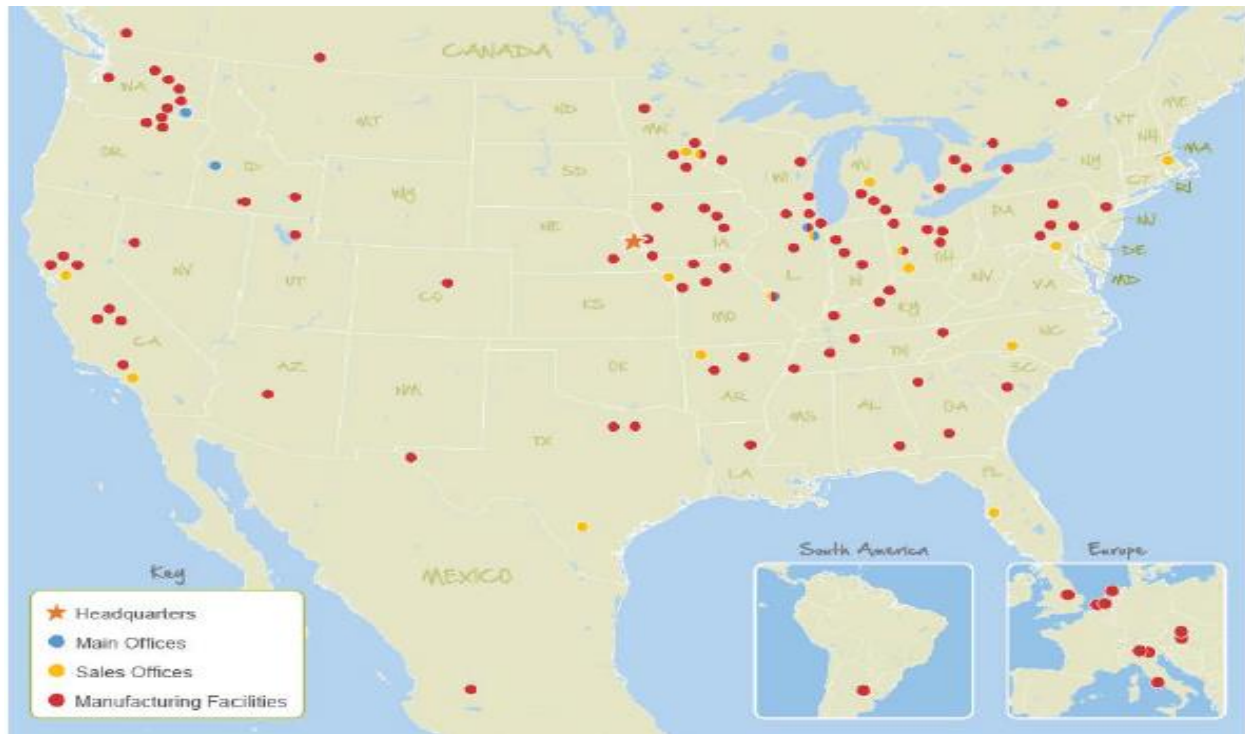 CANADA
WA
ND
MT
MN
ME
VT
NH
OR
ID
SD
WI
MI
NY
MA
WY
CT
RI
PA
NE
IA
NJ
OH
NV
UT
CO
IL
IN
DE
KS
MO
KY
VA
MD
CA
NC
TN
AZ
NM
OK
AR
SC
MS
AL
GA
TX
LA
FL
MEXICO
South America
Europe
Key
Headquarters
Main Offices
Sales Offices
Manufacturing Facilities